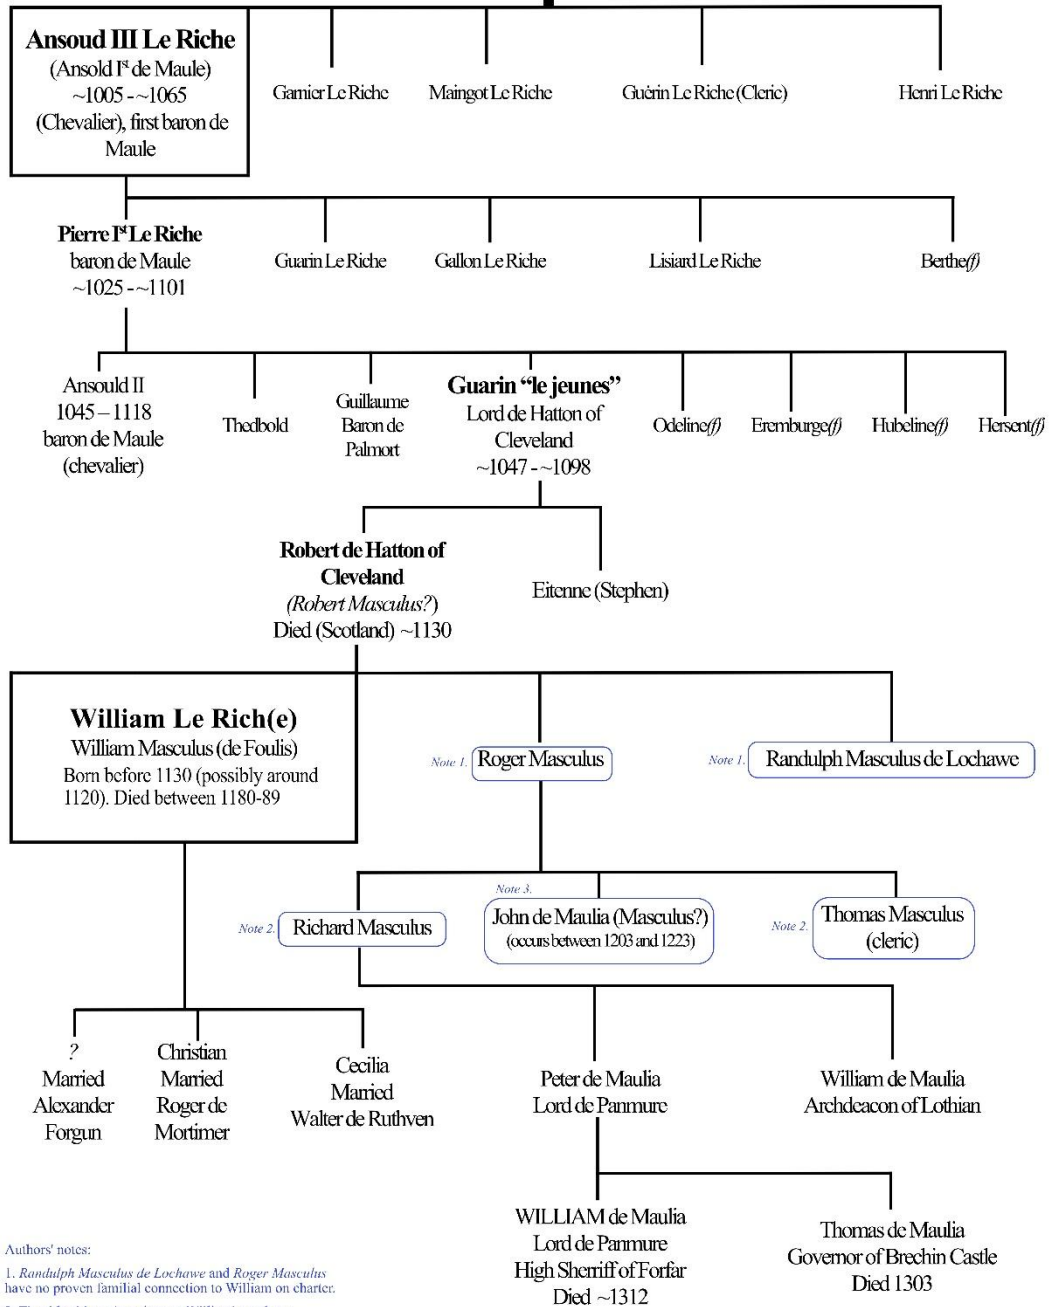 Ansoud III Le Riche
(Ansold Iˢᵗ de Maule)
~1005 - ~1065
(Chevalier), first baron de
Maule
Garnier Le Riche
Maingot Le Riche
Guérin Le Riche (Cleric)
Henri Le Riche
Pierre Iˢᵗ Le Riche
baron de Maule
~1025 - ~1101
Guarin Le Riche
Gallon Le Riche
Lisiard Le Riche
Berthe(f)
Ansould II
1045 – 1118
baron de Maule
(chevalier)
Thedbold
Guillaume
Baron de
Palmort
Guarin “le jeunes”
Lord de Hatton of
Cleveland
~1047 - ~1098
Odeline(f)
Eremburge(f)
Hubeline(f)
Hersent(f)
Robert de Hatton of
Cleveland
(Robert Masculus?)
Died (Scotland) ~1130
Eitenne (Stephen)
William Le Rich(e)
William Masculus (de Foulis)
Born before 1130 (possibly around
1120). Died between 1180-89
Note 1.
Roger Masculus
Note 1.
Randulph Masculus de Lochawe
Note 2.
Richard Masculus
Note 3.
John de Maulia (Masculus?)
(occurs between 1203 and 1223)
Note 2.
Thomas Masculus
(cleric)
?
Married
Alexander
Forgun
Christian
Married
Roger de
Mortimer
Cecilia
Married
Walter de Ruthven
Peter de Maulia
Lord de Panmure
William de Maulia
Archdeacon of Lothian
WILLIAM de Maulia
Lord de Panmure
High Sherriff of Forfar
Died ~1312
Thomas de Maulia
Governor of Brechin Castle
Died 1303
Authors' notes:
1. Randulph Masculus de Lochawe and Roger Masculus
have no proven familial connection to William on charter.